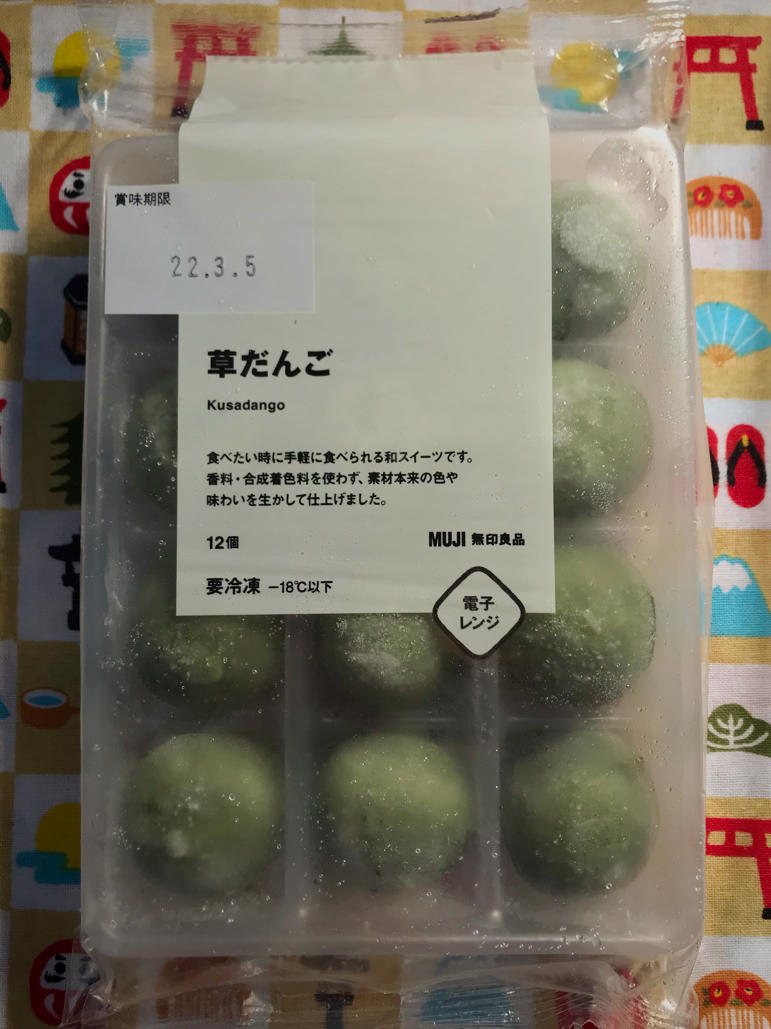 賞味期限
22.3.5
草だんご
Kusadango
食べたい時に手軽に食べられる和スイーツです。
香料・合成着色料を使わず、素材本来の色や
味わいを生かして仕上げました。
12個
MUJI 無印良品
要冷凍 −18℃以下
電子
レンジ